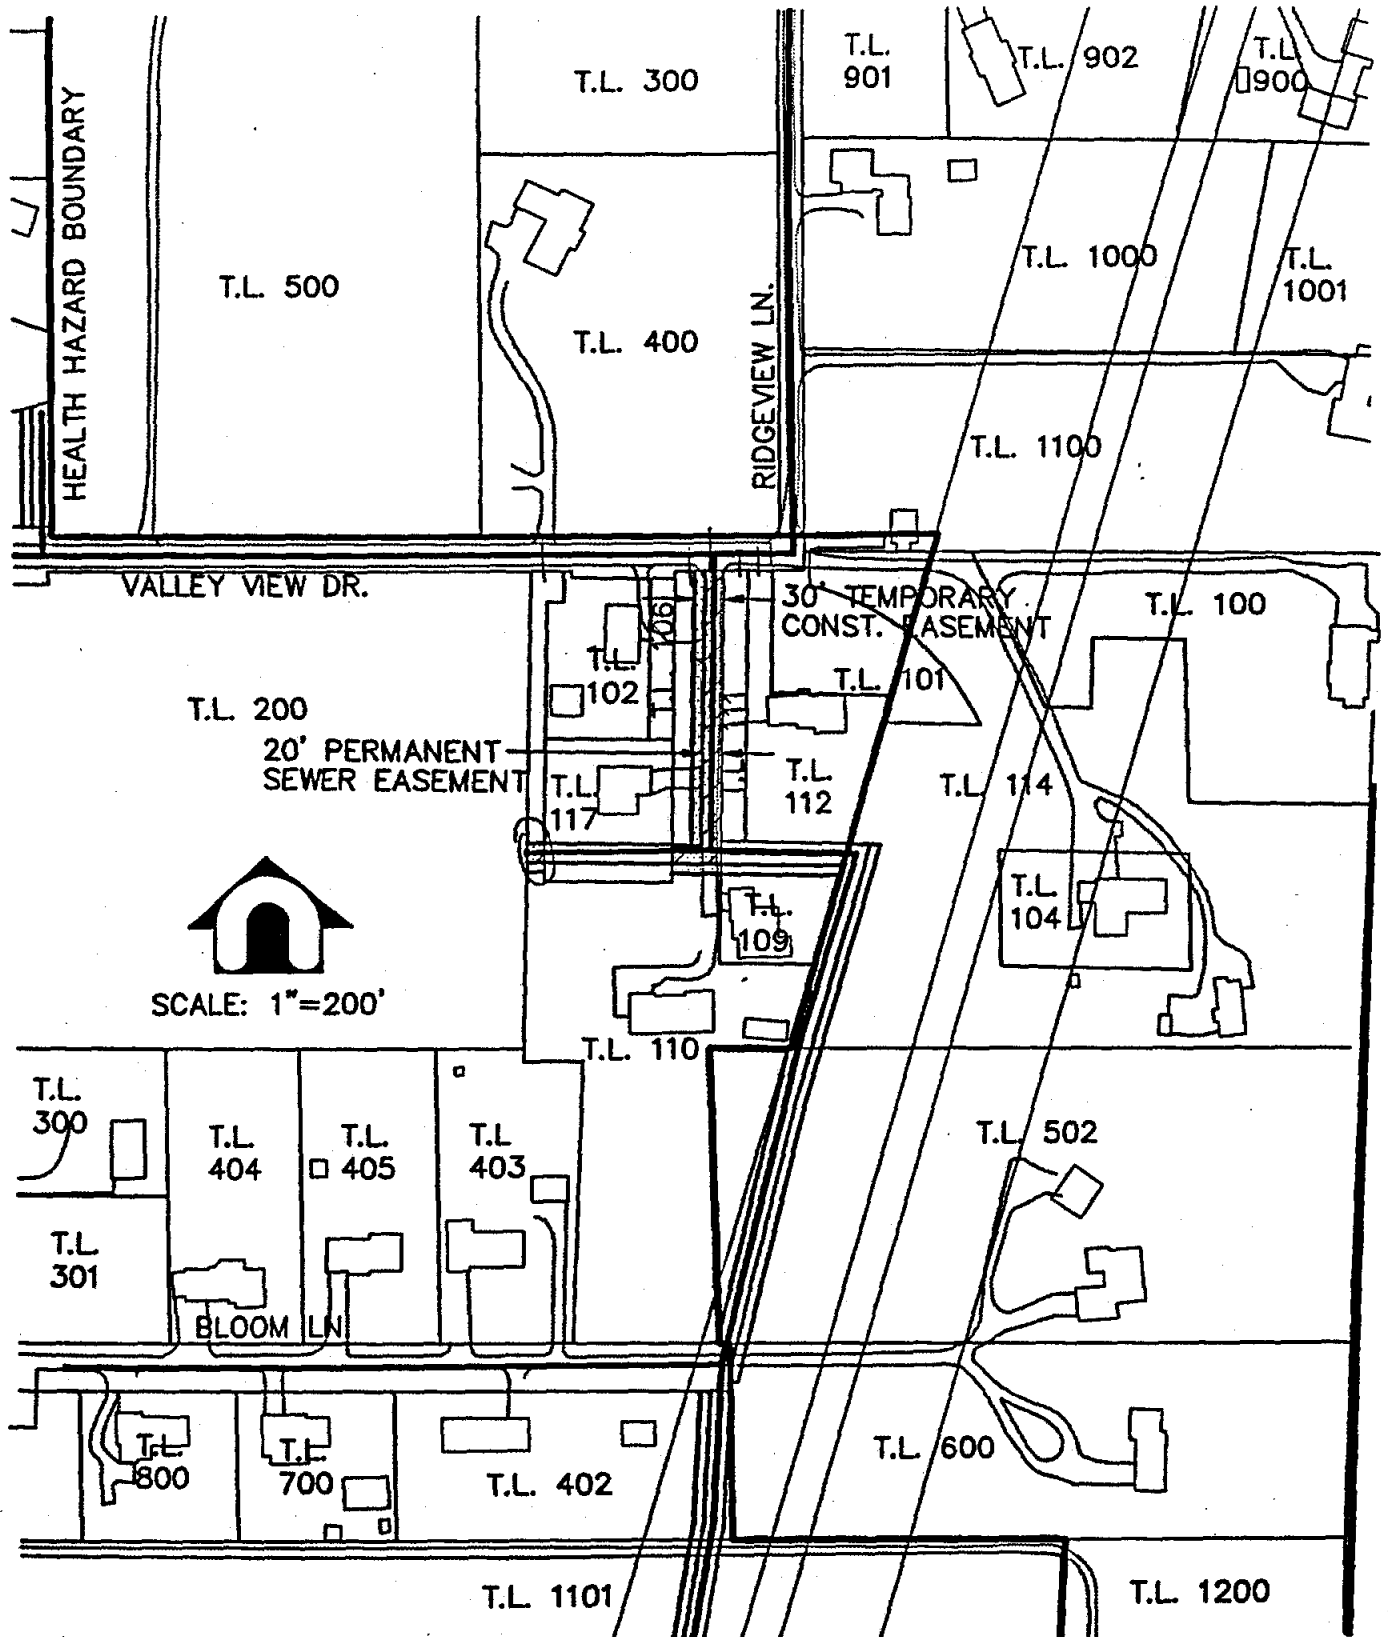 T.L. 300
T.L.
901
T.L. 902
T.L.
900
HEALTH HAZARD BOUNDARY
T.L. 500
T.L. 400
RIDGEVIEW LN.
T.L. 1000
T.L.
1001
T.L. 1100
VALLEY VIEW DR.
106
30' TEMPORARY
CONST. EASEMENT
T.L. 100
T.L.
102
T.L. 101
T.L. 200
20' PERMANENT
SEWER EASEMENT
T.L.
117
T.L.
112
T.L. 114
T.L.
104
T.L.
109
SCALE: 1"=200'
T.L. 110
T.L.
300
T.L.
404
T.L.
405
T.L
403
T.L. 502
T.L.
301
BLOOM LN
T.L.
800
T.L.
700
T.L. 402
T.L. 600
T.L. 1101
T.L. 1200